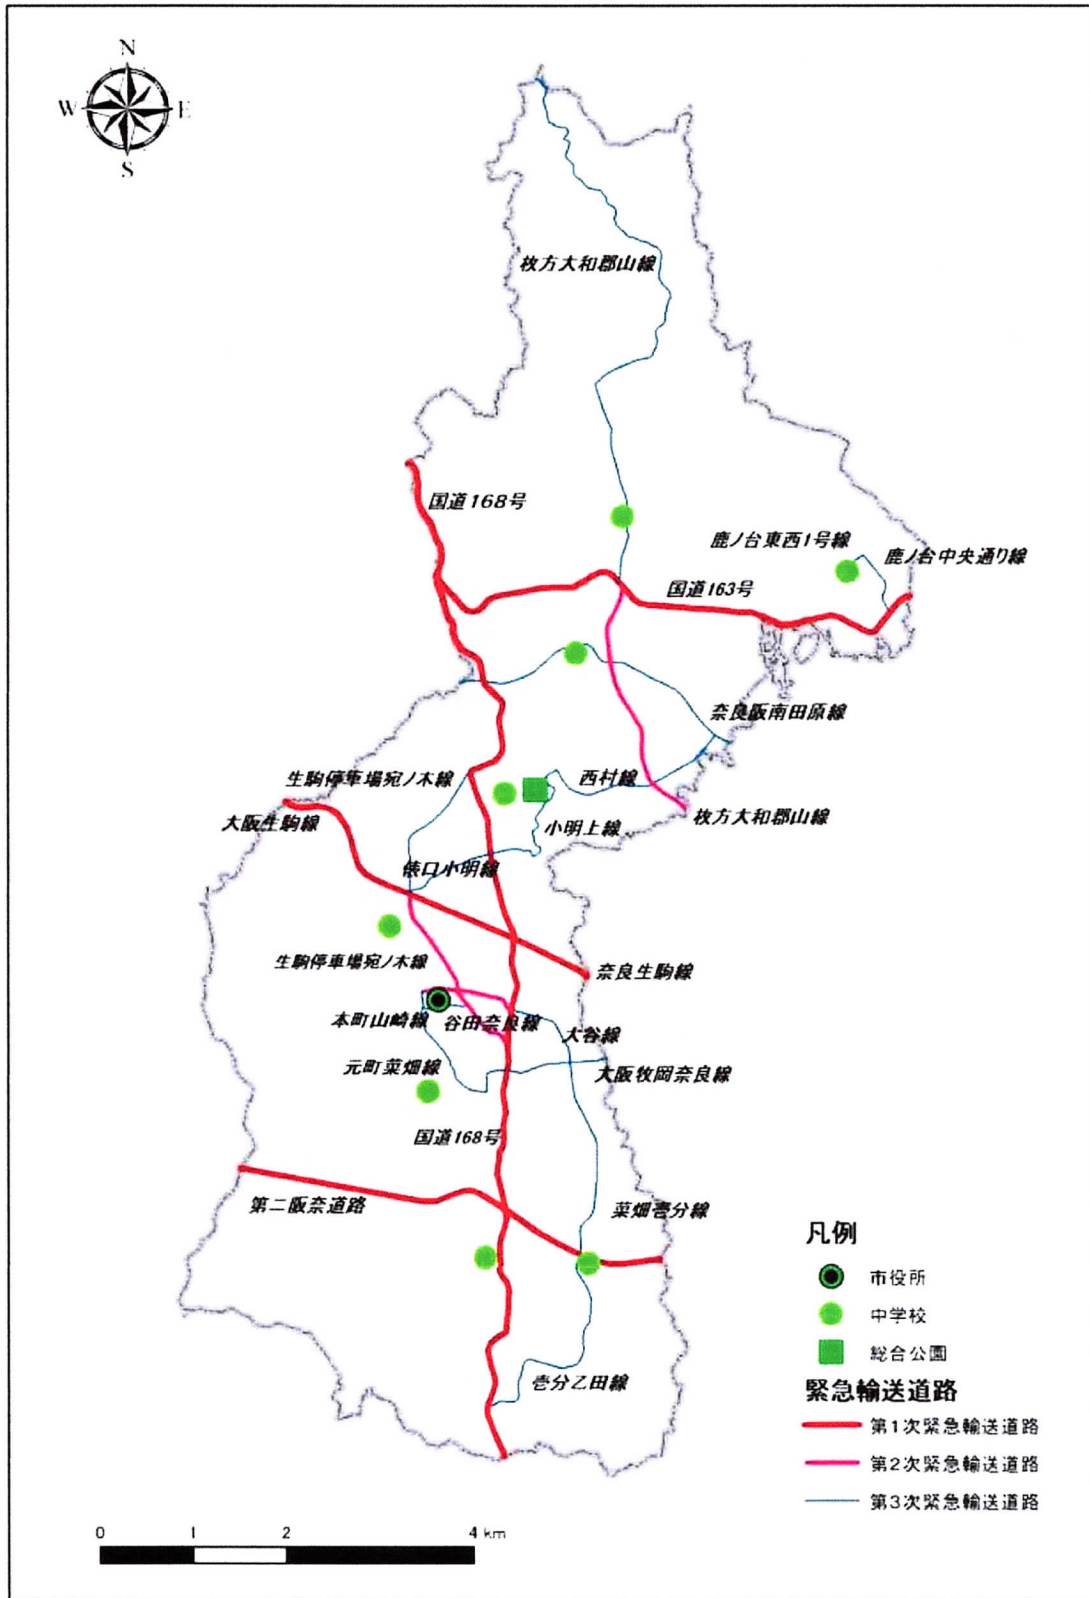 N
W E
S
枚方大和郡山線
国道168号
鹿ノ台東西1号線
鹿ノ台中央通り線
国道163号
奈良阪南田原線
生駒停車場宛ノ木線
西村線
大阪生駒線
小明上線
枚方大和郡山線
俵口小明線
生駒停車場宛ノ木線
奈良生駒線
本町山崎線
谷田奈良線
大谷線
元町菜畑線
大阪枚岡奈良線
国道168号
第二阪奈道路
菜畑壱分線
壱分乙田線
凡例
市役所
中学校
総合公園
緊急輸送道路
第1次緊急輸送道路
第2次緊急輸送道路
第3次緊急輸送道路
0 1 2 4 km